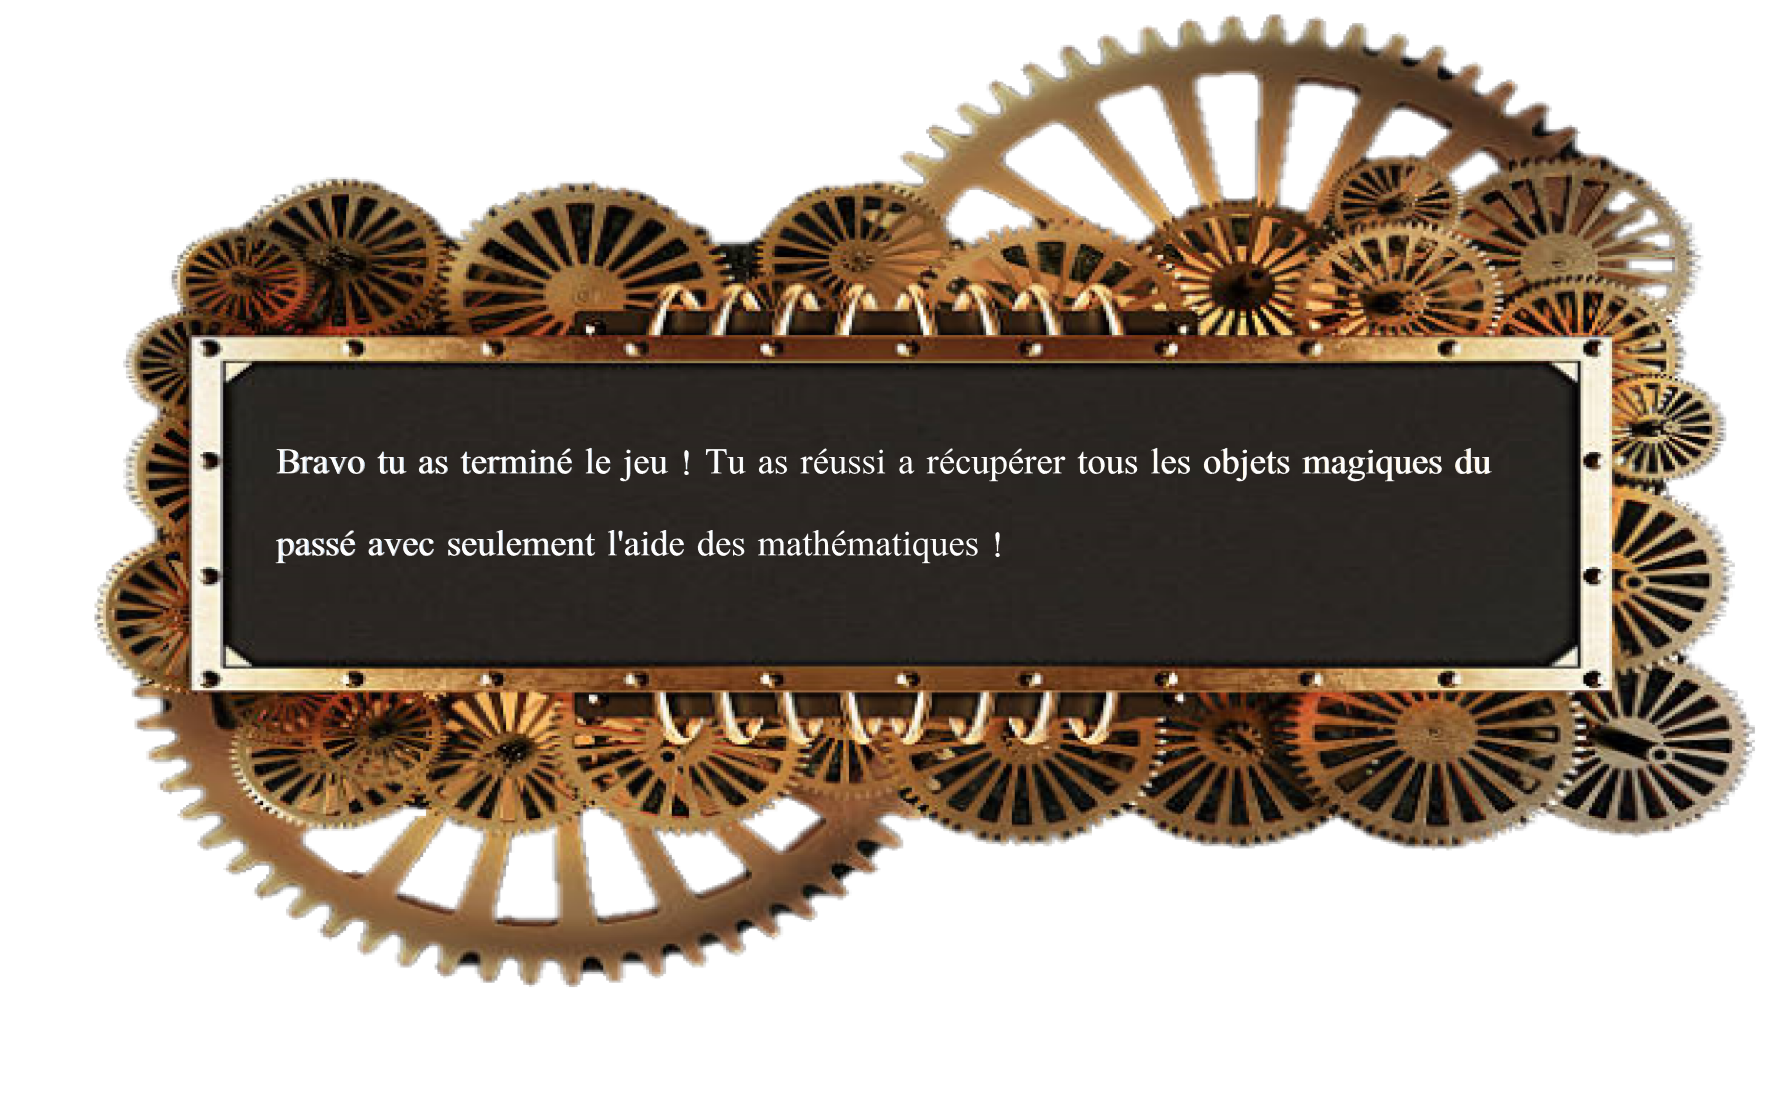 Bravo tu as terminé le jeu ! Tu as réussi a récupérer tous les objets magiques du
passé avec seulement l'aide des mathématiques !